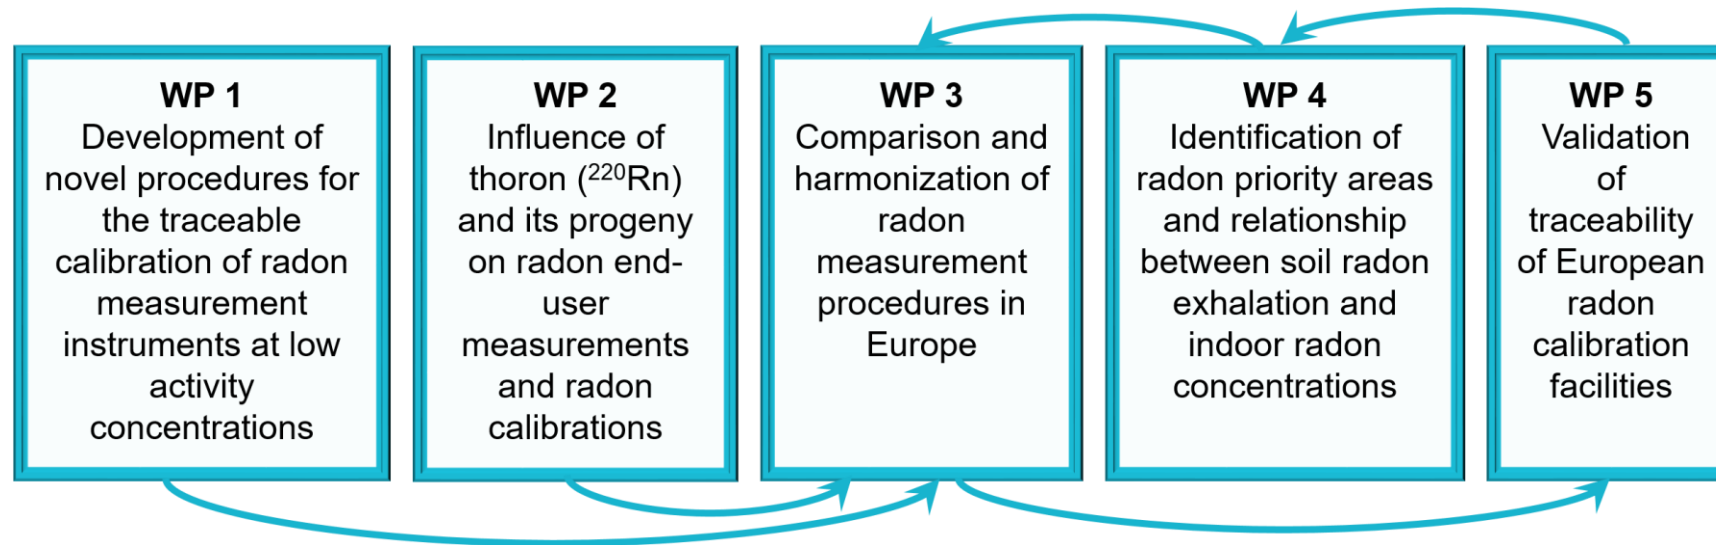 WP 1
Development of
novel procedures for
the traceable
calibration of radon
measurement
instruments at low
activity
concentrations
WP 2
Influence of
thoron (²²⁰Rn)
and its progeny
on radon end-
user
measurements
and radon
calibrations
WP 3
Comparison and
harmonization of
radon
measurement
procedures in
Europe
WP 4
Identification of
radon priority areas
and relationship
between soil radon
exhalation and
indoor radon
concentrations
WP 5
Validation
of
traceability
of European
radon
calibration
facilities